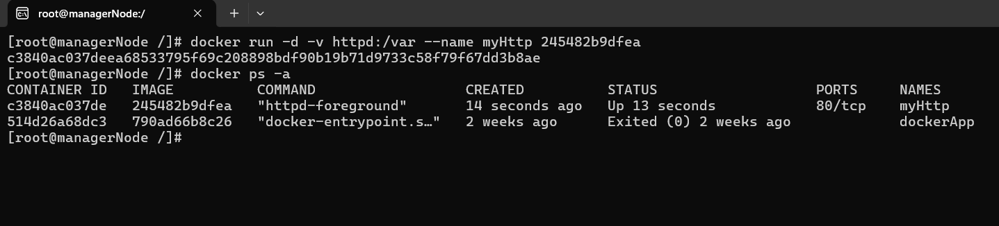 root@managerNode:/
[root@managerNode /]# docker run -d -v httpd:/var --name myHttp 245482b9dfea
c3840ac037deea68533795f69c208898bdf90b19b71d9733c58f79f67dd3b8ae
[root@managerNode /]# docker ps -a
CONTAINER ID   IMAGE          COMMAND                  CREATED          STATUS                   PORTS     NAMES
c3840ac037de   245482b9dfea   "httpd-foreground"       14 seconds ago   Up 13 seconds            80/tcp    myHttp
514d26a68dc3   790ad66b8c26   "docker-entrypoint.s…"   2 weeks ago      Exited (0) 2 weeks ago             dockerApp
[root@managerNode /]#